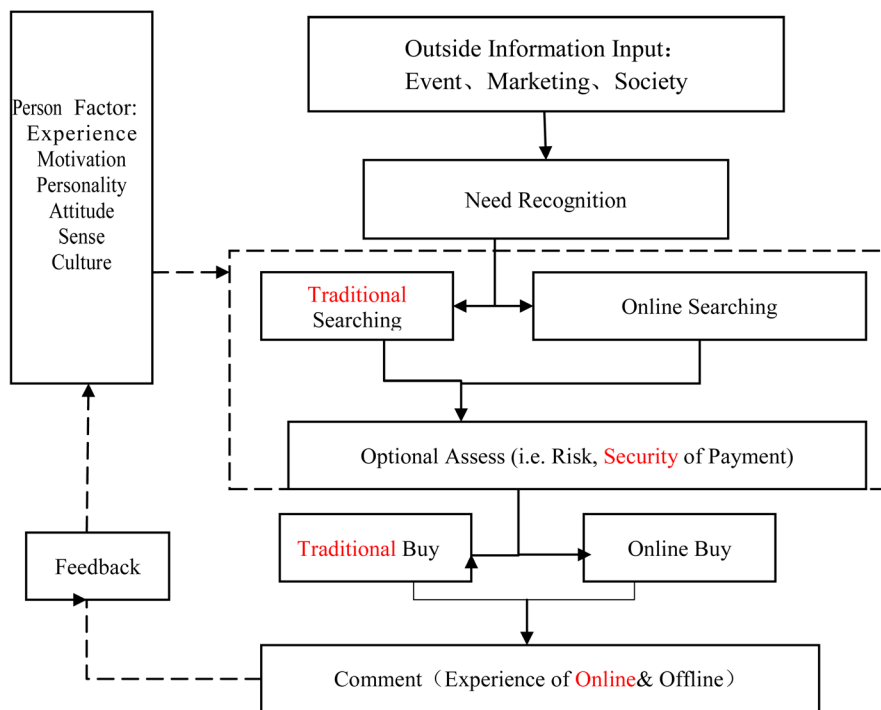 Outside Information Input：
Event、Marketing、Society
Person Factor:
Experience
Motivation
Personality
Attitude
Sense
Culture
Need Recognition
Traditional
Searching
Online Searching
Optional Assess (i.e. Risk, Security of Payment)
Traditional Buy
Online Buy
Feedback
Comment（Experience of Online& Offline）